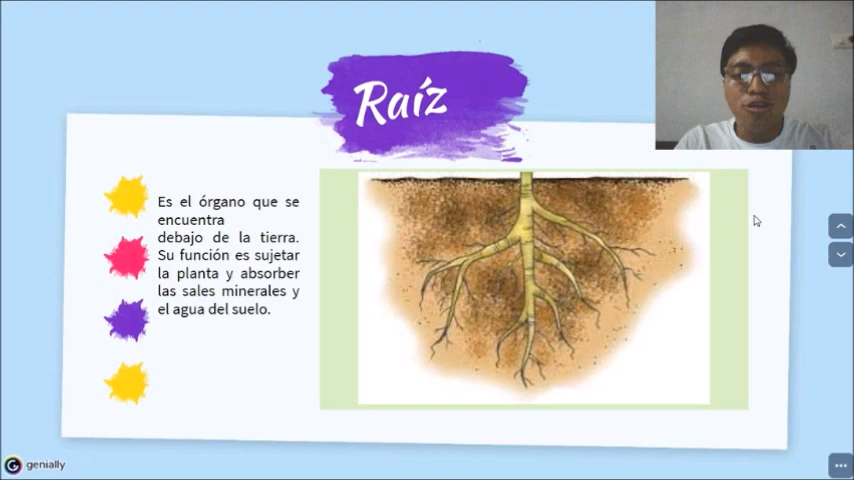 Raíz
Es el órgano que se
encuentra
debajo de la tierra.
Su función es sujetar
la planta y absorber
las sales minerales y
el agua del suelo.
genially